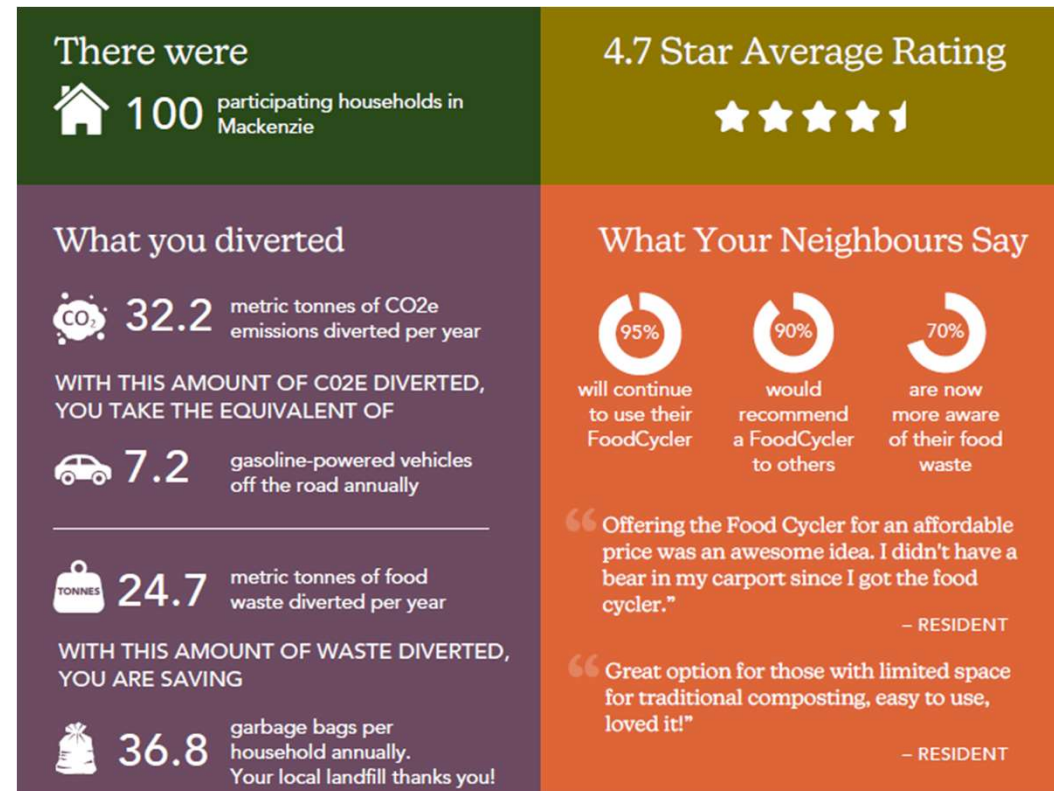 There were
100 participating households in
Mackenzie
4.7 Star Average Rating
What you diverted
CO2
32.2 metric tonnes of CO2e
emissions diverted per year
WITH THIS AMOUNT OF C02E DIVERTED,
YOU TAKE THE EQUIVALENT OF
7.2 gasoline-powered vehicles
off the road annually
TONNES
24.7 metric tonnes of food
waste diverted per year
WITH THIS AMOUNT OF WASTE DIVERTED,
YOU ARE SAVING
36.8 garbage bags per
household annually.
Your local landfill thanks you!
What Your Neighbours Say
95%
will continue
to use their
FoodCycler
90%
would
recommend
a FoodCycler
to others
70%
are now
more aware
of their food
waste
“Offering the Food Cycler for an affordable
price was an awesome idea. I didn't have a
bear in my carport since I got the food
cycler.”
– RESIDENT
“Great option for those with limited space
for traditional composting, easy to use,
loved it!”
– RESIDENT